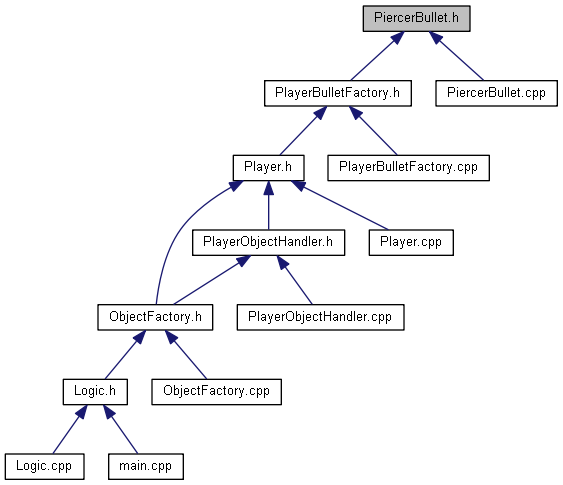 PiercerBullet.h
PlayerBulletFactory.h
PiercerBullet.cpp
Player.h
PlayerBulletFactory.cpp
PlayerObjectHandler.h
Player.cpp
ObjectFactory.h
PlayerObjectHandler.cpp
Logic.h
ObjectFactory.cpp
Logic.cpp
main.cpp